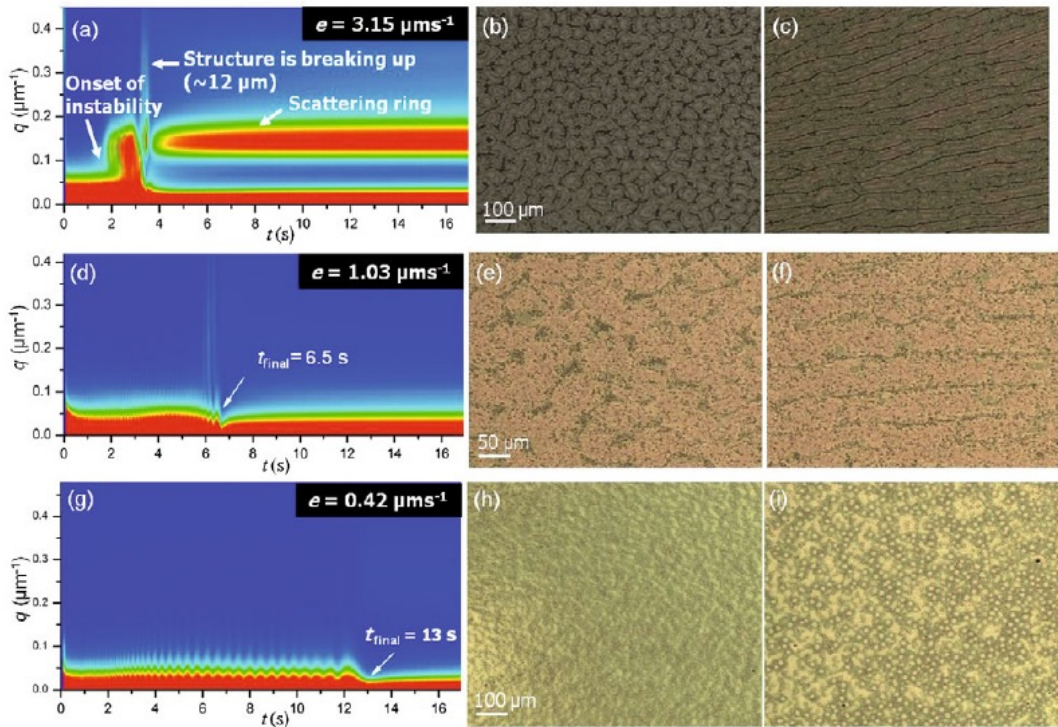 (a)
e = 3.15 μms⁻¹
Structure is breaking up
(~12 μm)
Onset of
instability
Scattering ring
q (μm⁻¹)
0.4
0.3
0.2
0.1
0.0
0 2 4 6 8 10 12 14 16
t (s)
(b)
100 μm
(c)
(d)
e = 1.03 μms⁻¹
t final = 6.5 s
q (μm⁻¹)
0.4
0.3
0.2
0.1
0.0
0 2 4 6 8 10 12 14 16
t (s)
(e)
50 μm
(f)
(g)
e = 0.42 μms⁻¹
t final = 13 s
q (μm⁻¹)
0.4
0.3
0.2
0.1
0.0
0 2 4 6 8 10 12 14 16
t (s)
(h)
100 μm
(i)